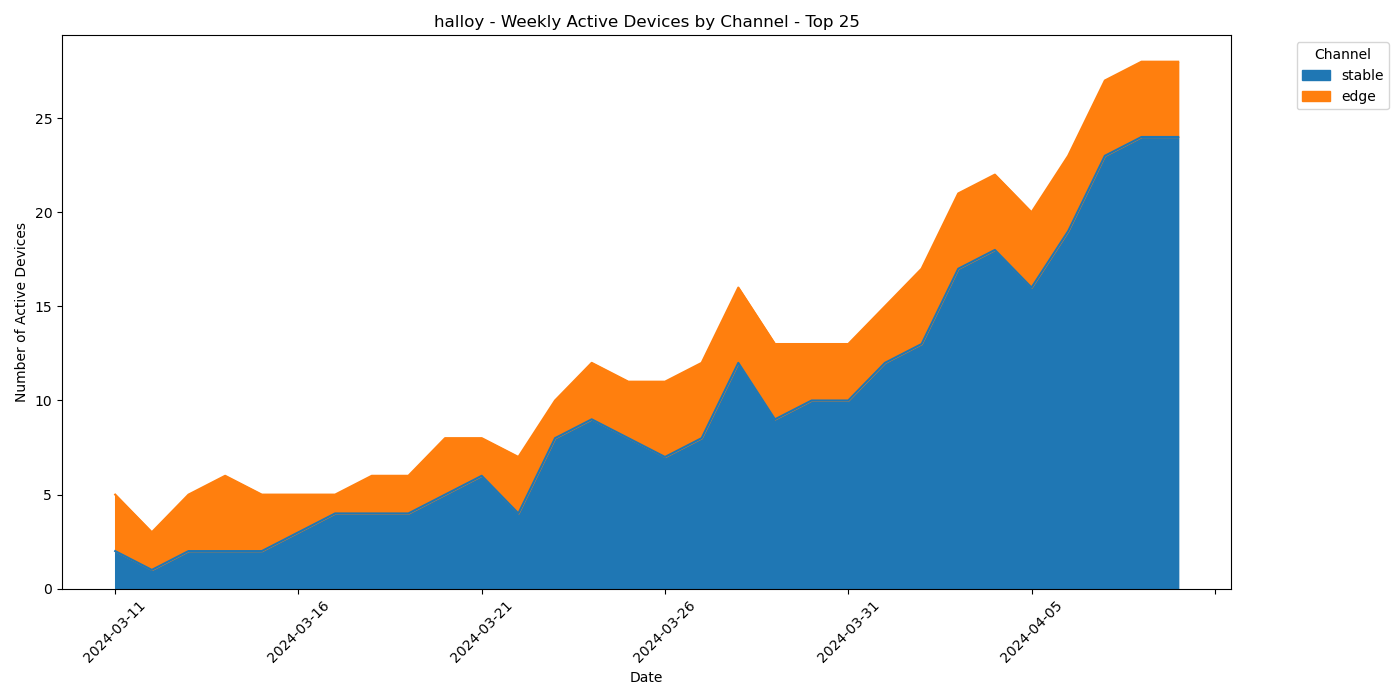 halloy - Weekly Active Devices by Channel - Top 25
Channel
stable
edge
Number of Active Devices
25
20
15
10
5
0
2024-03-11
2024-03-16
2024-03-21
2024-03-26
2024-03-31
2024-04-05
Date